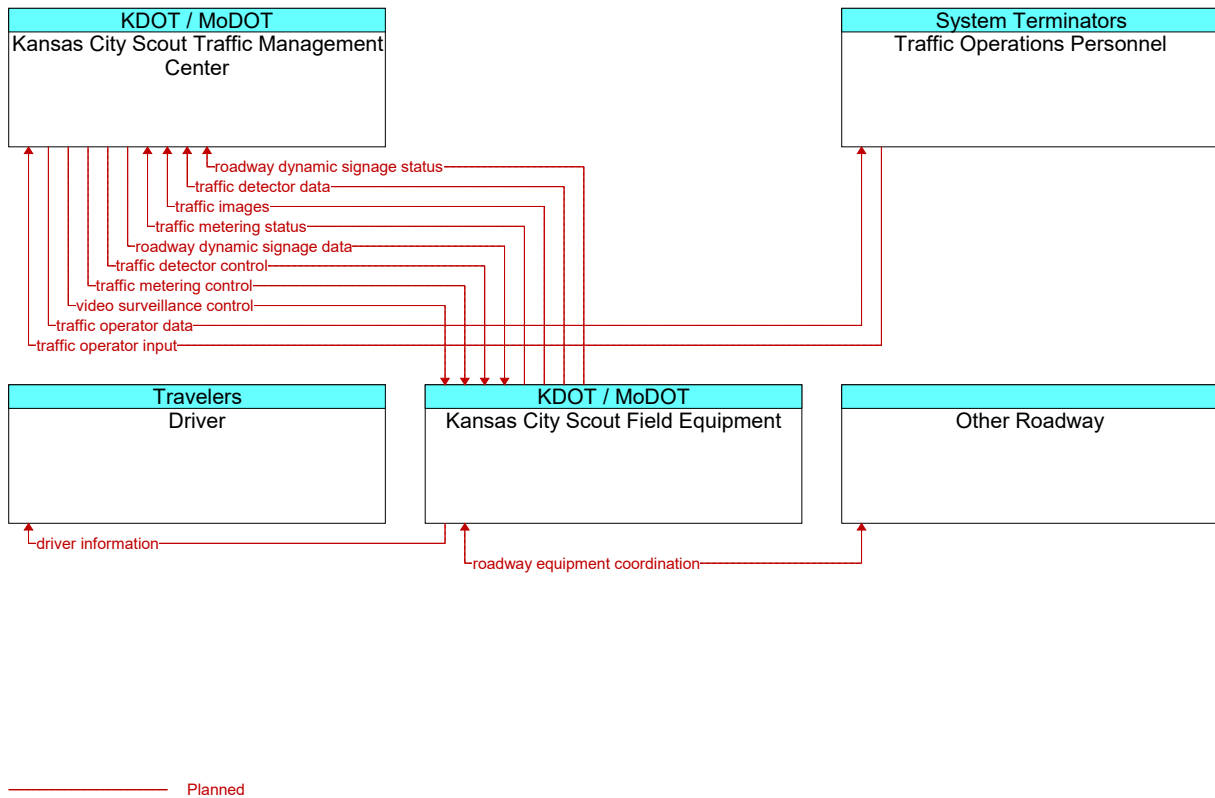 KDOT / MoDOT
Kansas City Scout Traffic Management
Center
System Terminators
Traffic Operations Personnel
roadway dynamic signage status
traffic detector data
traffic images
traffic metering status
roadway dynamic signage data
traffic detector control
traffic metering control
video surveillance control
traffic operator data
traffic operator input
Travelers
Driver
KDOT / MoDOT
Kansas City Scout Field Equipment
Other Roadway
driver information
roadway equipment coordination
Planned